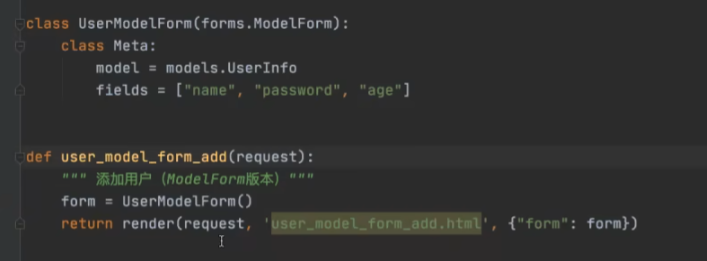 class UserModelForm(forms.ModelForm):
    class Meta:
        model = models.UserInfo
        fields = ["name", "password", "age"]
def user_model_form_add(request):
    """ 添加用户（ModelForm版本）"""
    form = UserModelForm()
    return render(request, 'user_model_form_add.html', {"form": form})